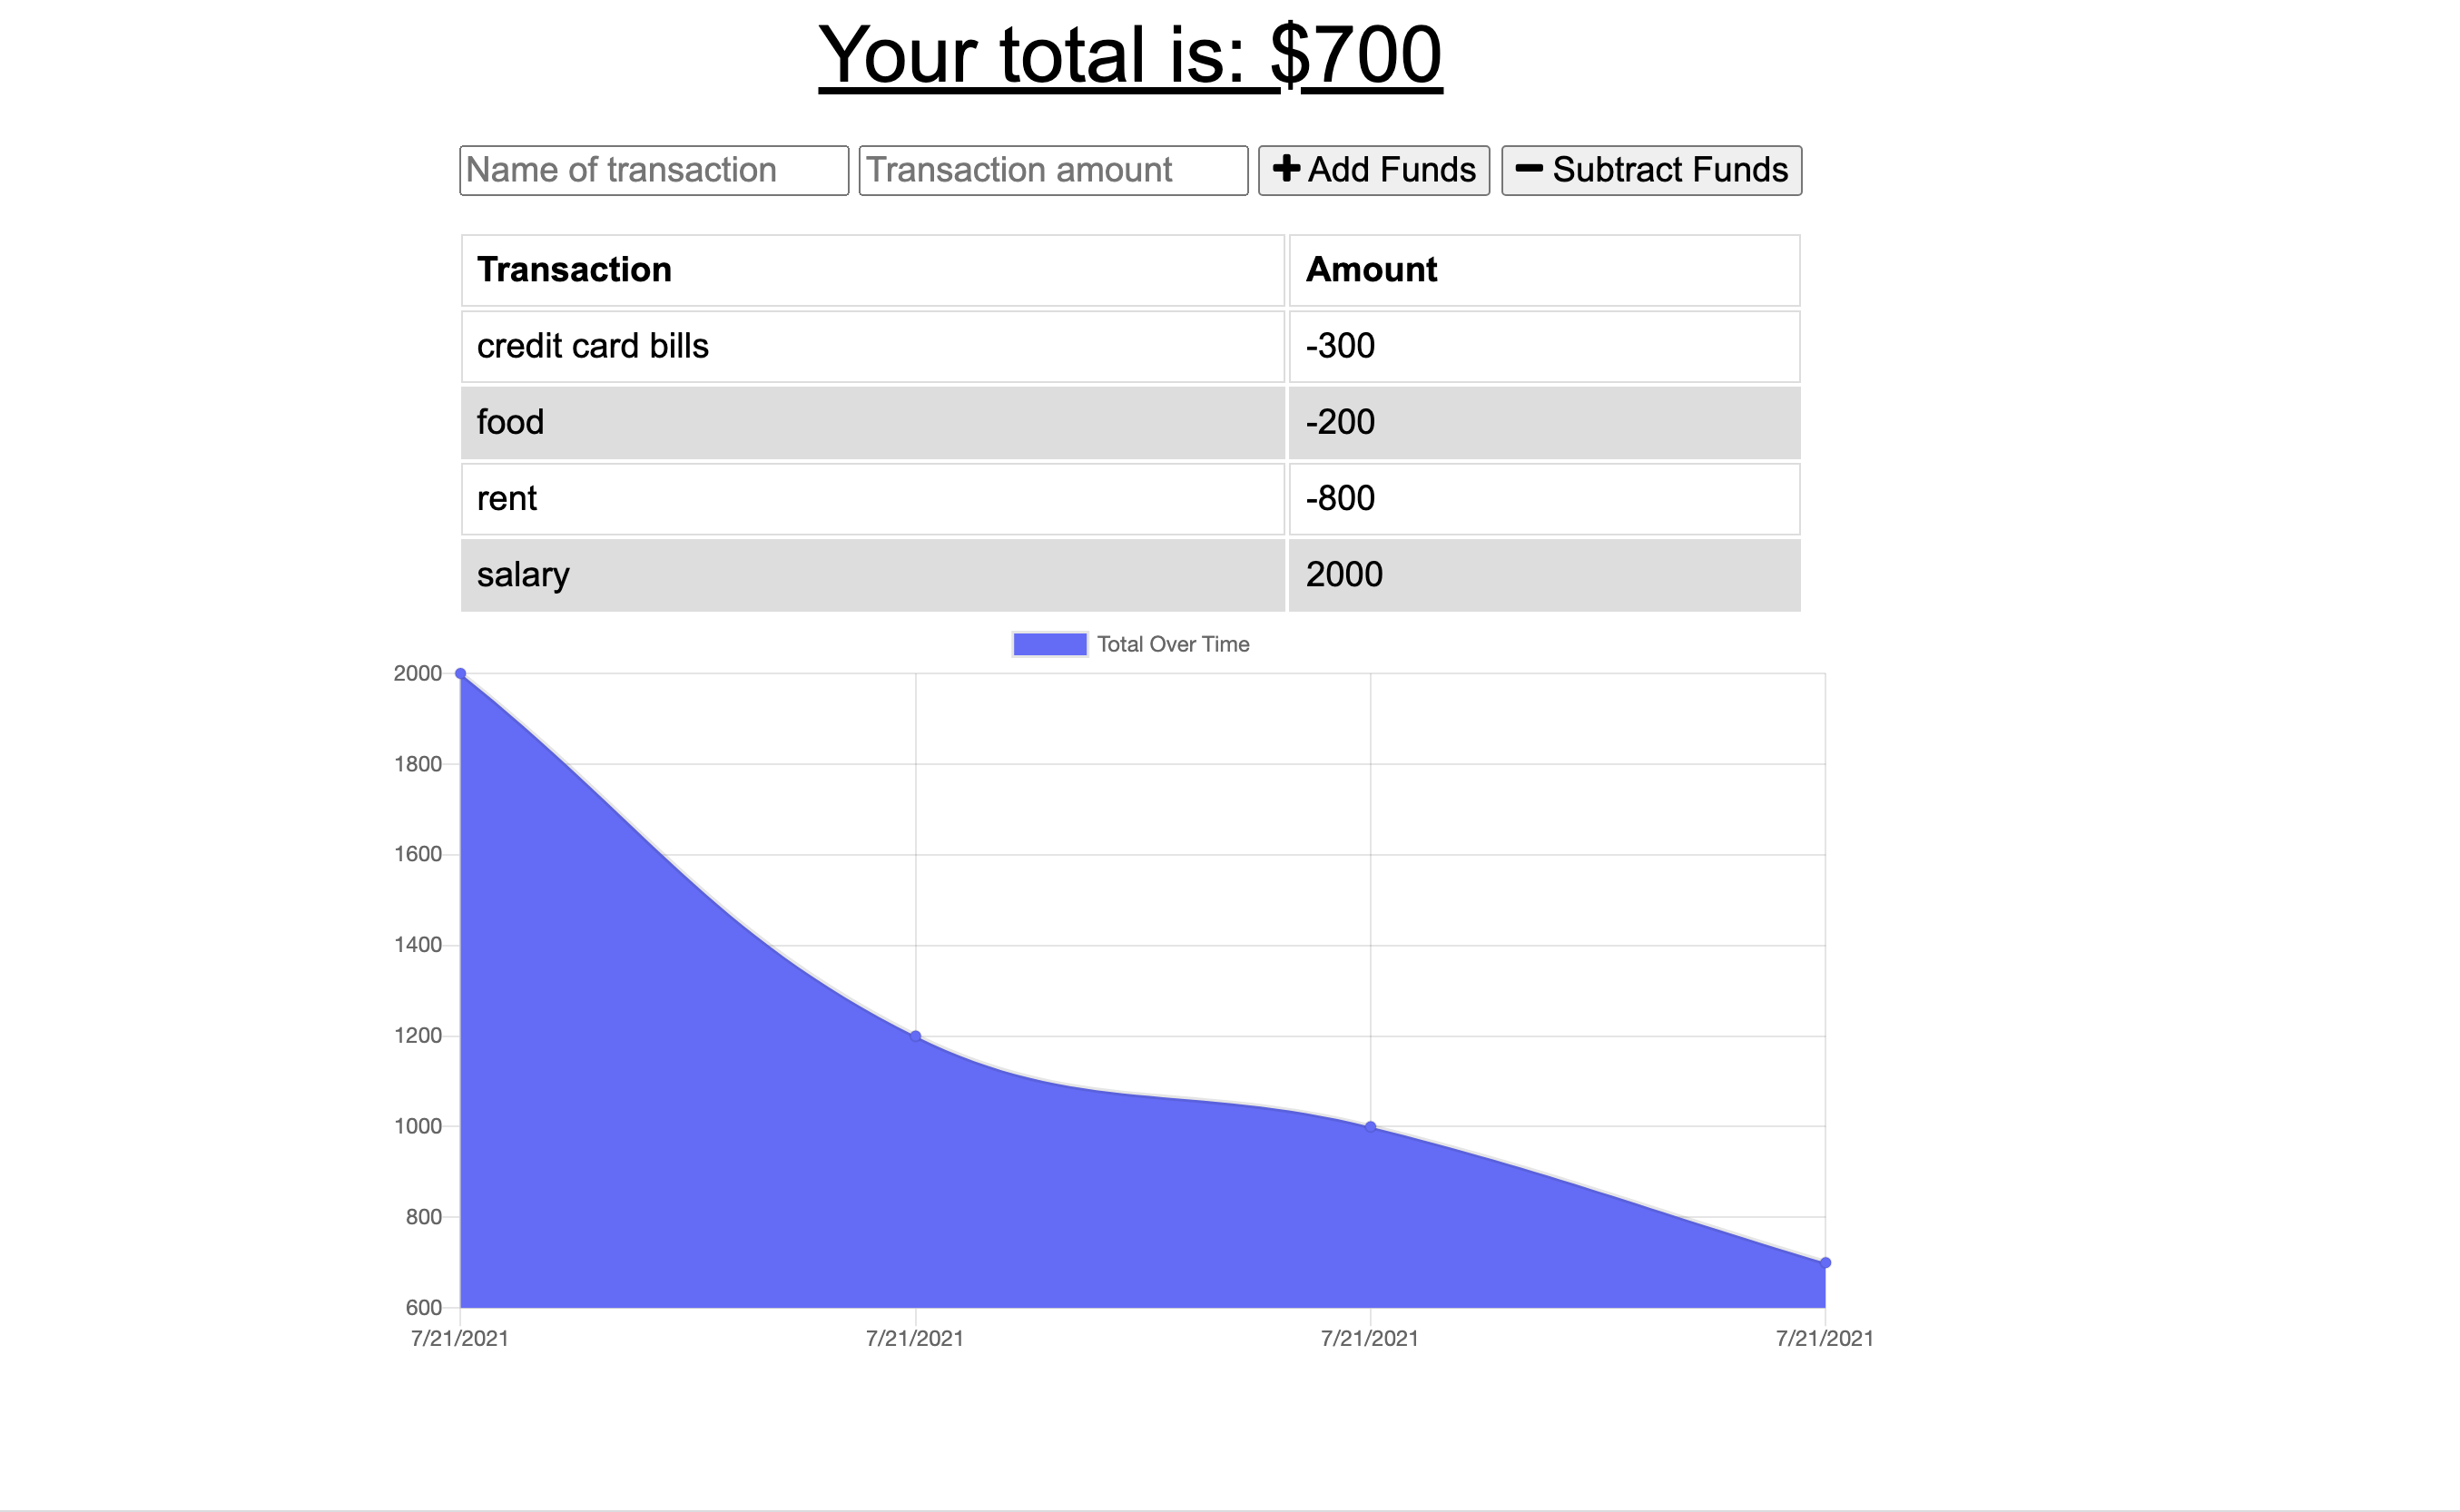 Your total is: $700
Name of transaction Transaction amount Add Funds Subtract Funds
Transaction Amount
credit card bills -300
food -200
rent -800
salary 2000
Total Over Time
2000
1800
1600
1400
1200
1000
800
600
7/21/2021 7/21/2021 7/21/2021 7/21/2021